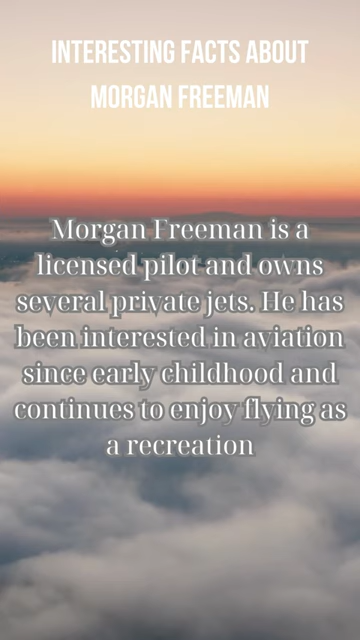 INTERESTING FACTS ABOUT
MORGAN FREEMAN
Morgan Freeman is a
licensed pilot and owns
several private jets. He has
been interested in aviation
since early childhood and
continues to enjoy flying as
a recreation